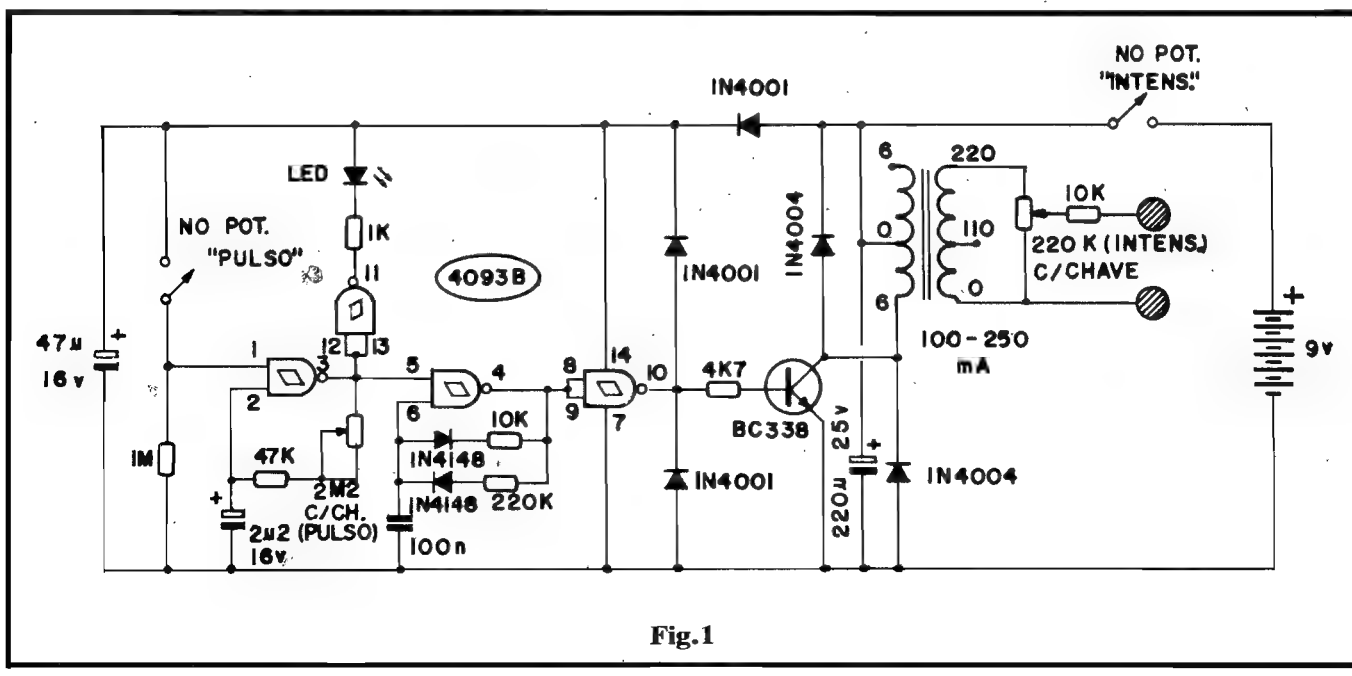 NO POT.
"INTENS."
1N4001
6
220
LED
10K
NO POT.
"PULSO"
1K
1N4004
0
110
220 K (INTENS.)
C/CHAVE
11
4093B
1N4001
6
0
47µ
16v
+
12
13
100-250
mA
+
9v
1
3
2
5
4
6
8
9
14
10
7
4K7
BC338
25v
220µ
+
1N4004
1M
47K
10K
1N4148
1N4148
220K
1N4001
+
2µ2
16v
2M2
C/CH.
(PULSO)
100n
Fig.1